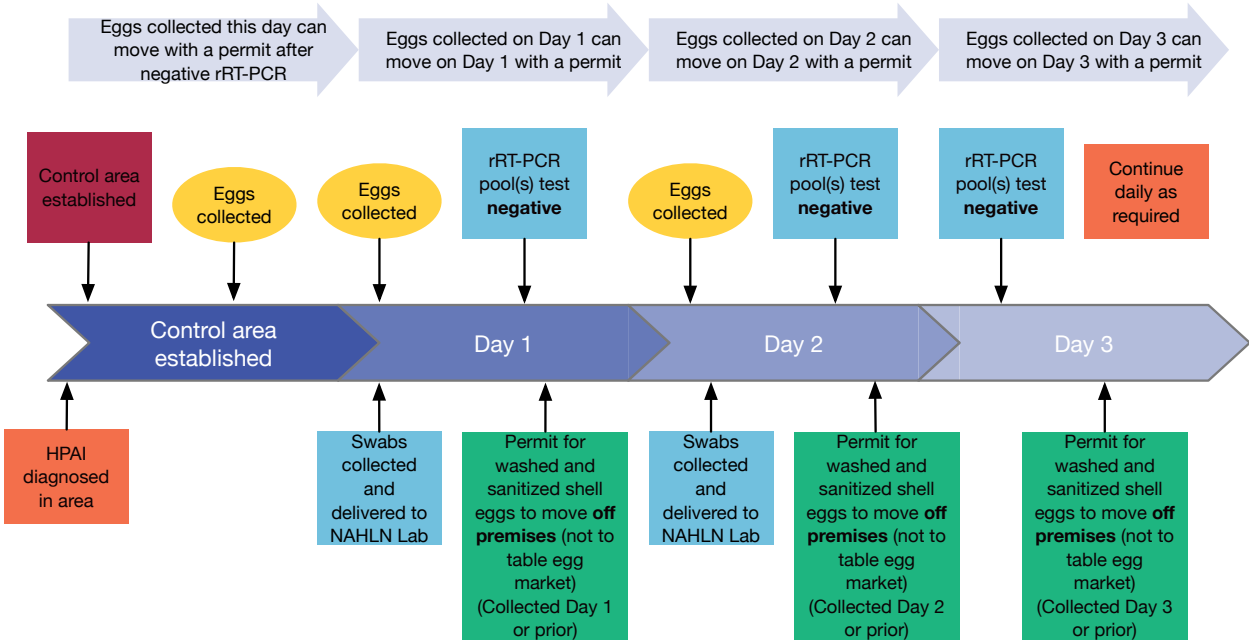 Eggs collected this day can
move with a permit after
negative rRT-PCR
Eggs collected on Day 1 can
move on Day 1 with a permit
Eggs collected on Day 2 can
move on Day 2 with a permit
Eggs collected on Day 3 can
move on Day 3 with a permit
Control area
established
Eggs
collected
Eggs
collected
rRT-PCR
pool(s) test
negative
Eggs
collected
rRT-PCR
pool(s) test
negative
rRT-PCR
pool(s) test
negative
Continue
daily as
required
Control area
established
Day 1
Day 2
Day 3
HPAI
diagnosed
in area
Swabs
collected
and
delivered to
NAHLN Lab
Permit for
washed and
sanitized shell
eggs to move off
premises (not to
table egg
market)
(Collected Day 1
or prior)
Swabs
collected
and
delivered to
NAHLN Lab
Permit for
washed and
sanitized shell
eggs to move off
premises (not to
table egg
market)
(Collected Day 2
or prior)
Permit for
washed and
sanitized shell
eggs to move off
premises (not to
table egg
market)
(Collected Day 3
or prior)